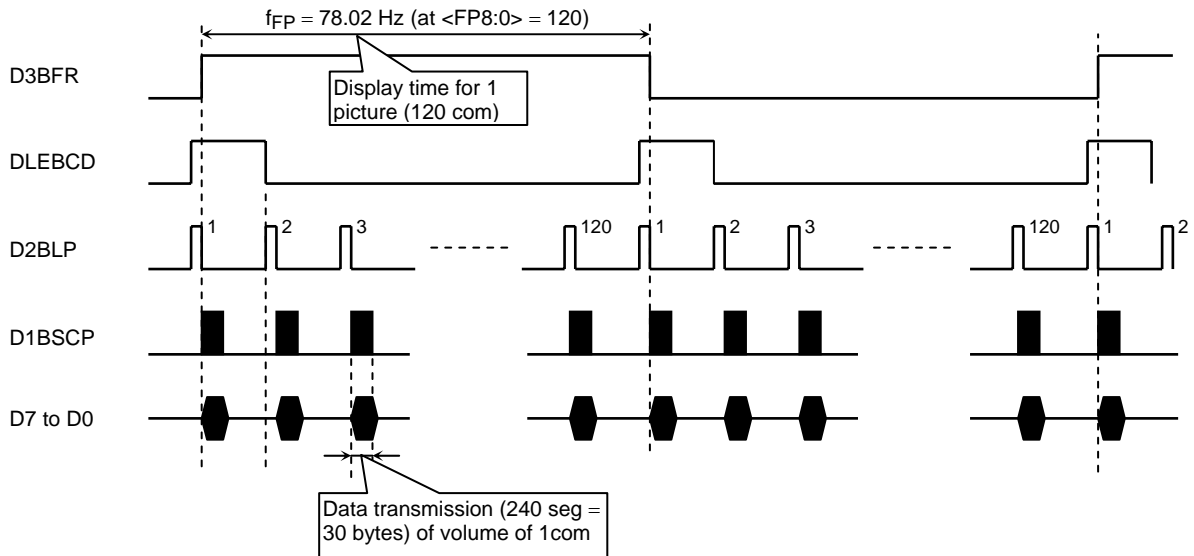 fFP = 78.02 Hz (at <FP8:0> = 120)
D3BFR
Display time for 1
picture (120 com)
DLEBCD
D2BLP
1 2 3 120 1 2 3 120 1 2
D1BSCP
D7 to D0
Data transmission (240 seg =
30 bytes) of volume of 1com